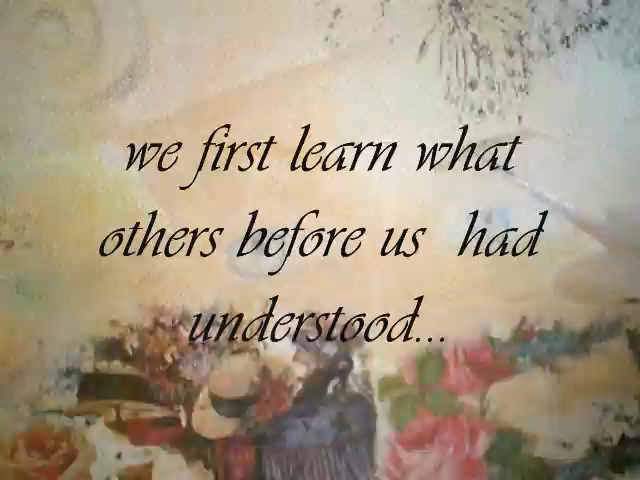 we first learn what
others before us had
understood...